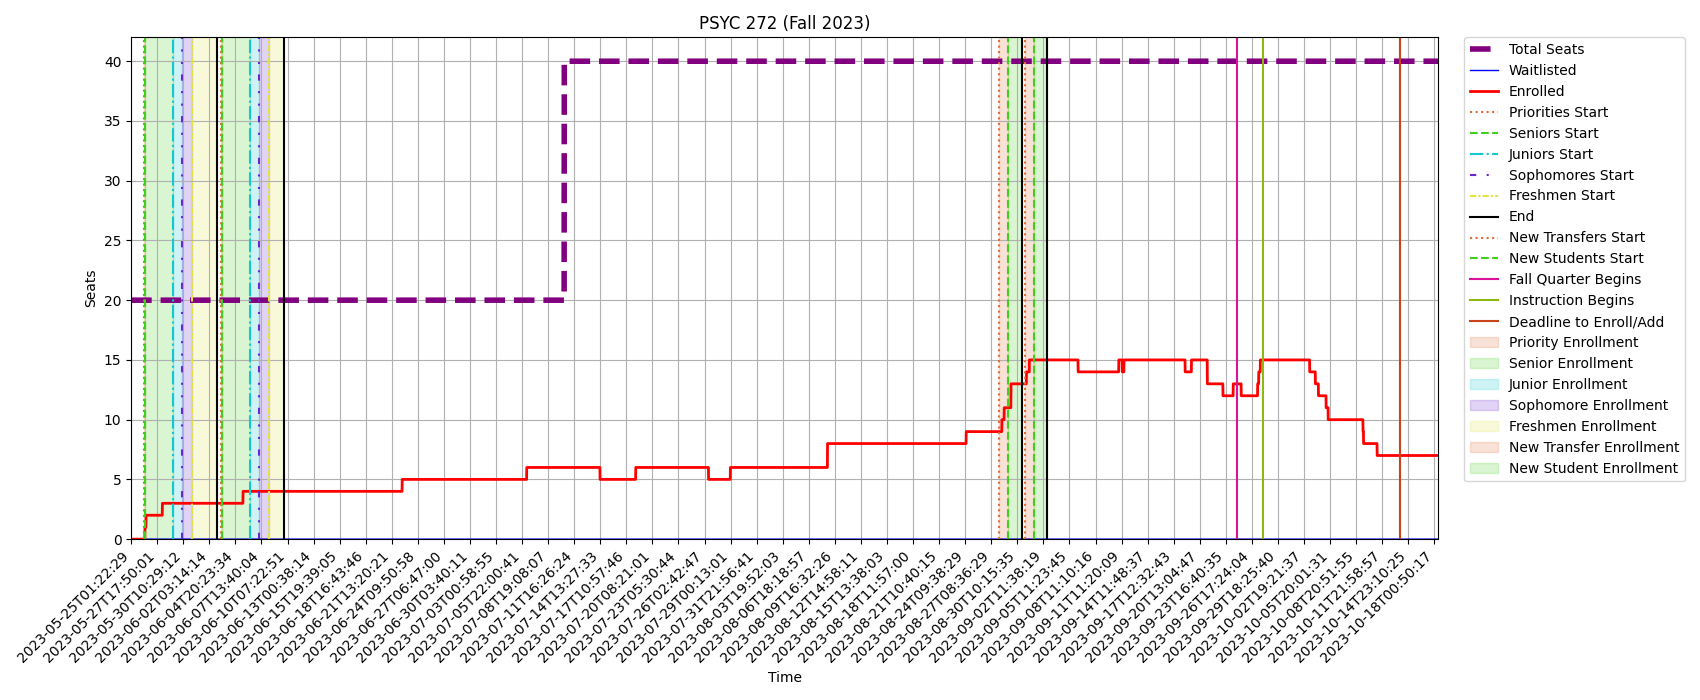 PSYC 272 (Fall 2023)
Seats
40
35
30
25
20
15
10
5
0
2023-05-25T01:22:29
2023-05-27T17:50:01
2023-05-30T10:29:12
2023-06-02T03:14:14
2023-06-04T20:23:34
2023-06-07T13:40:04
2023-06-10T07:22:51
2023-06-13T00:38:14
2023-06-15T19:39:05
2023-06-18T16:43:46
2023-06-21T13:20:21
2023-06-24T09:50:58
2023-06-27T06:47:00
2023-06-30T03:40:11
2023-07-03T00:58:55
2023-07-05T22:00:41
2023-07-08T19:08:07
2023-07-11T16:26:24
2023-07-14T13:27:33
2023-07-17T10:57:46
2023-07-20T08:21:01
2023-07-23T05:30:44
2023-07-26T02:42:47
2023-07-29T00:13:01
2023-07-31T21:56:41
2023-08-03T19:52:03
2023-08-06T18:18:57
2023-08-09T16:32:26
2023-08-12T14:58:11
2023-08-15T13:38:03
2023-08-18T11:57:00
2023-08-21T10:40:15
2023-08-24T09:38:29
2023-08-27T08:36:29
2023-08-30T10:15:35
2023-09-02T11:38:19
2023-09-05T11:23:45
2023-09-08T11:10:16
2023-09-11T11:20:09
2023-09-14T11:48:37
2023-09-17T12:32:43
2023-09-20T13:04:47
2023-09-23T16:40:35
2023-09-26T17:24:04
2023-09-29T18:25:40
2023-10-02T19:21:37
2023-10-05T20:01:31
2023-10-08T20:51:55
2023-10-11T21:58:57
2023-10-14T23:10:25
2023-10-18T00:50:17
Time
Total Seats
Waitlisted
Enrolled
Priorities Start
Seniors Start
Juniors Start
Sophomores Start
Freshmen Start
End
New Transfers Start
New Students Start
Fall Quarter Begins
Instruction Begins
Deadline to Enroll/Add
Priority Enrollment
Senior Enrollment
Junior Enrollment
Sophomore Enrollment
Freshmen Enrollment
New Transfer Enrollment
New Student Enrollment